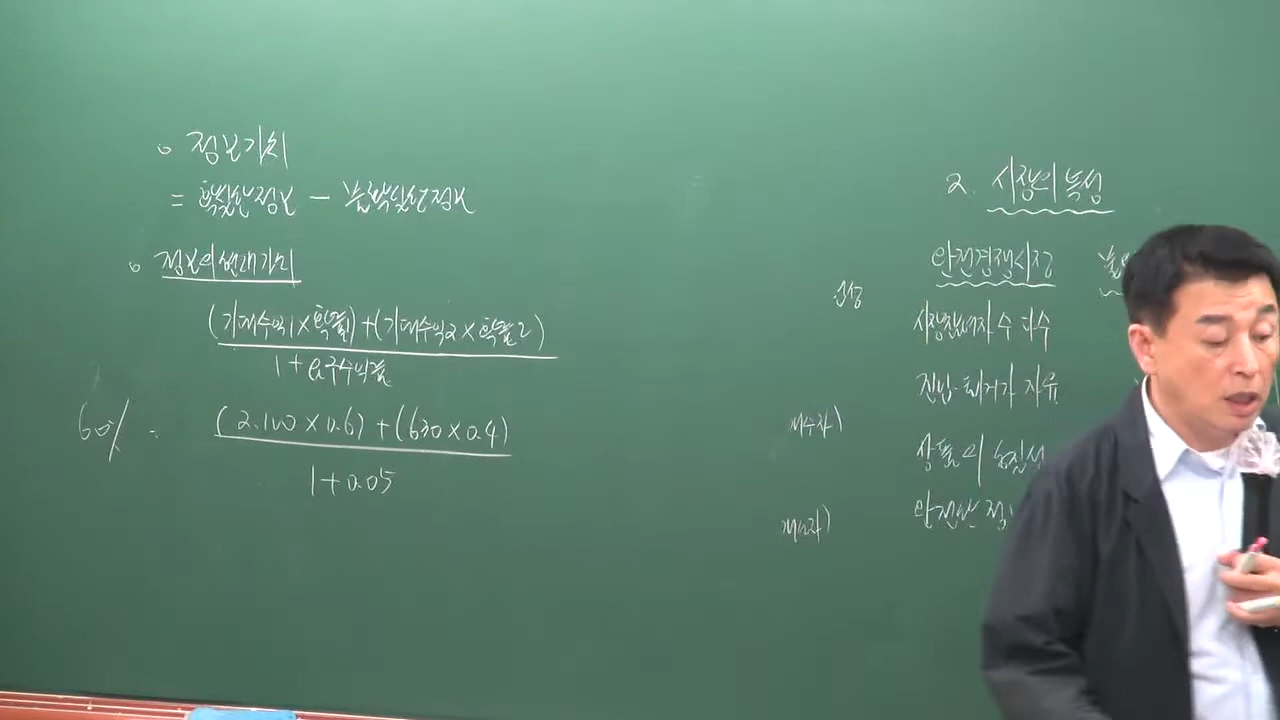 o 정보가치
= 확실한정보 - 불확실한정보
o 정보의현재가치
(기대수익1×확률1)+(기대수익2×확률2)
1+요구수익률
60%
(2.100×0.6)+(630×0.4)
1+0.05
2. 시장의 특성
완전경쟁시장
시장참여자 수 다수
진입·퇴거가 자유
상품의 동질성
완전한 정